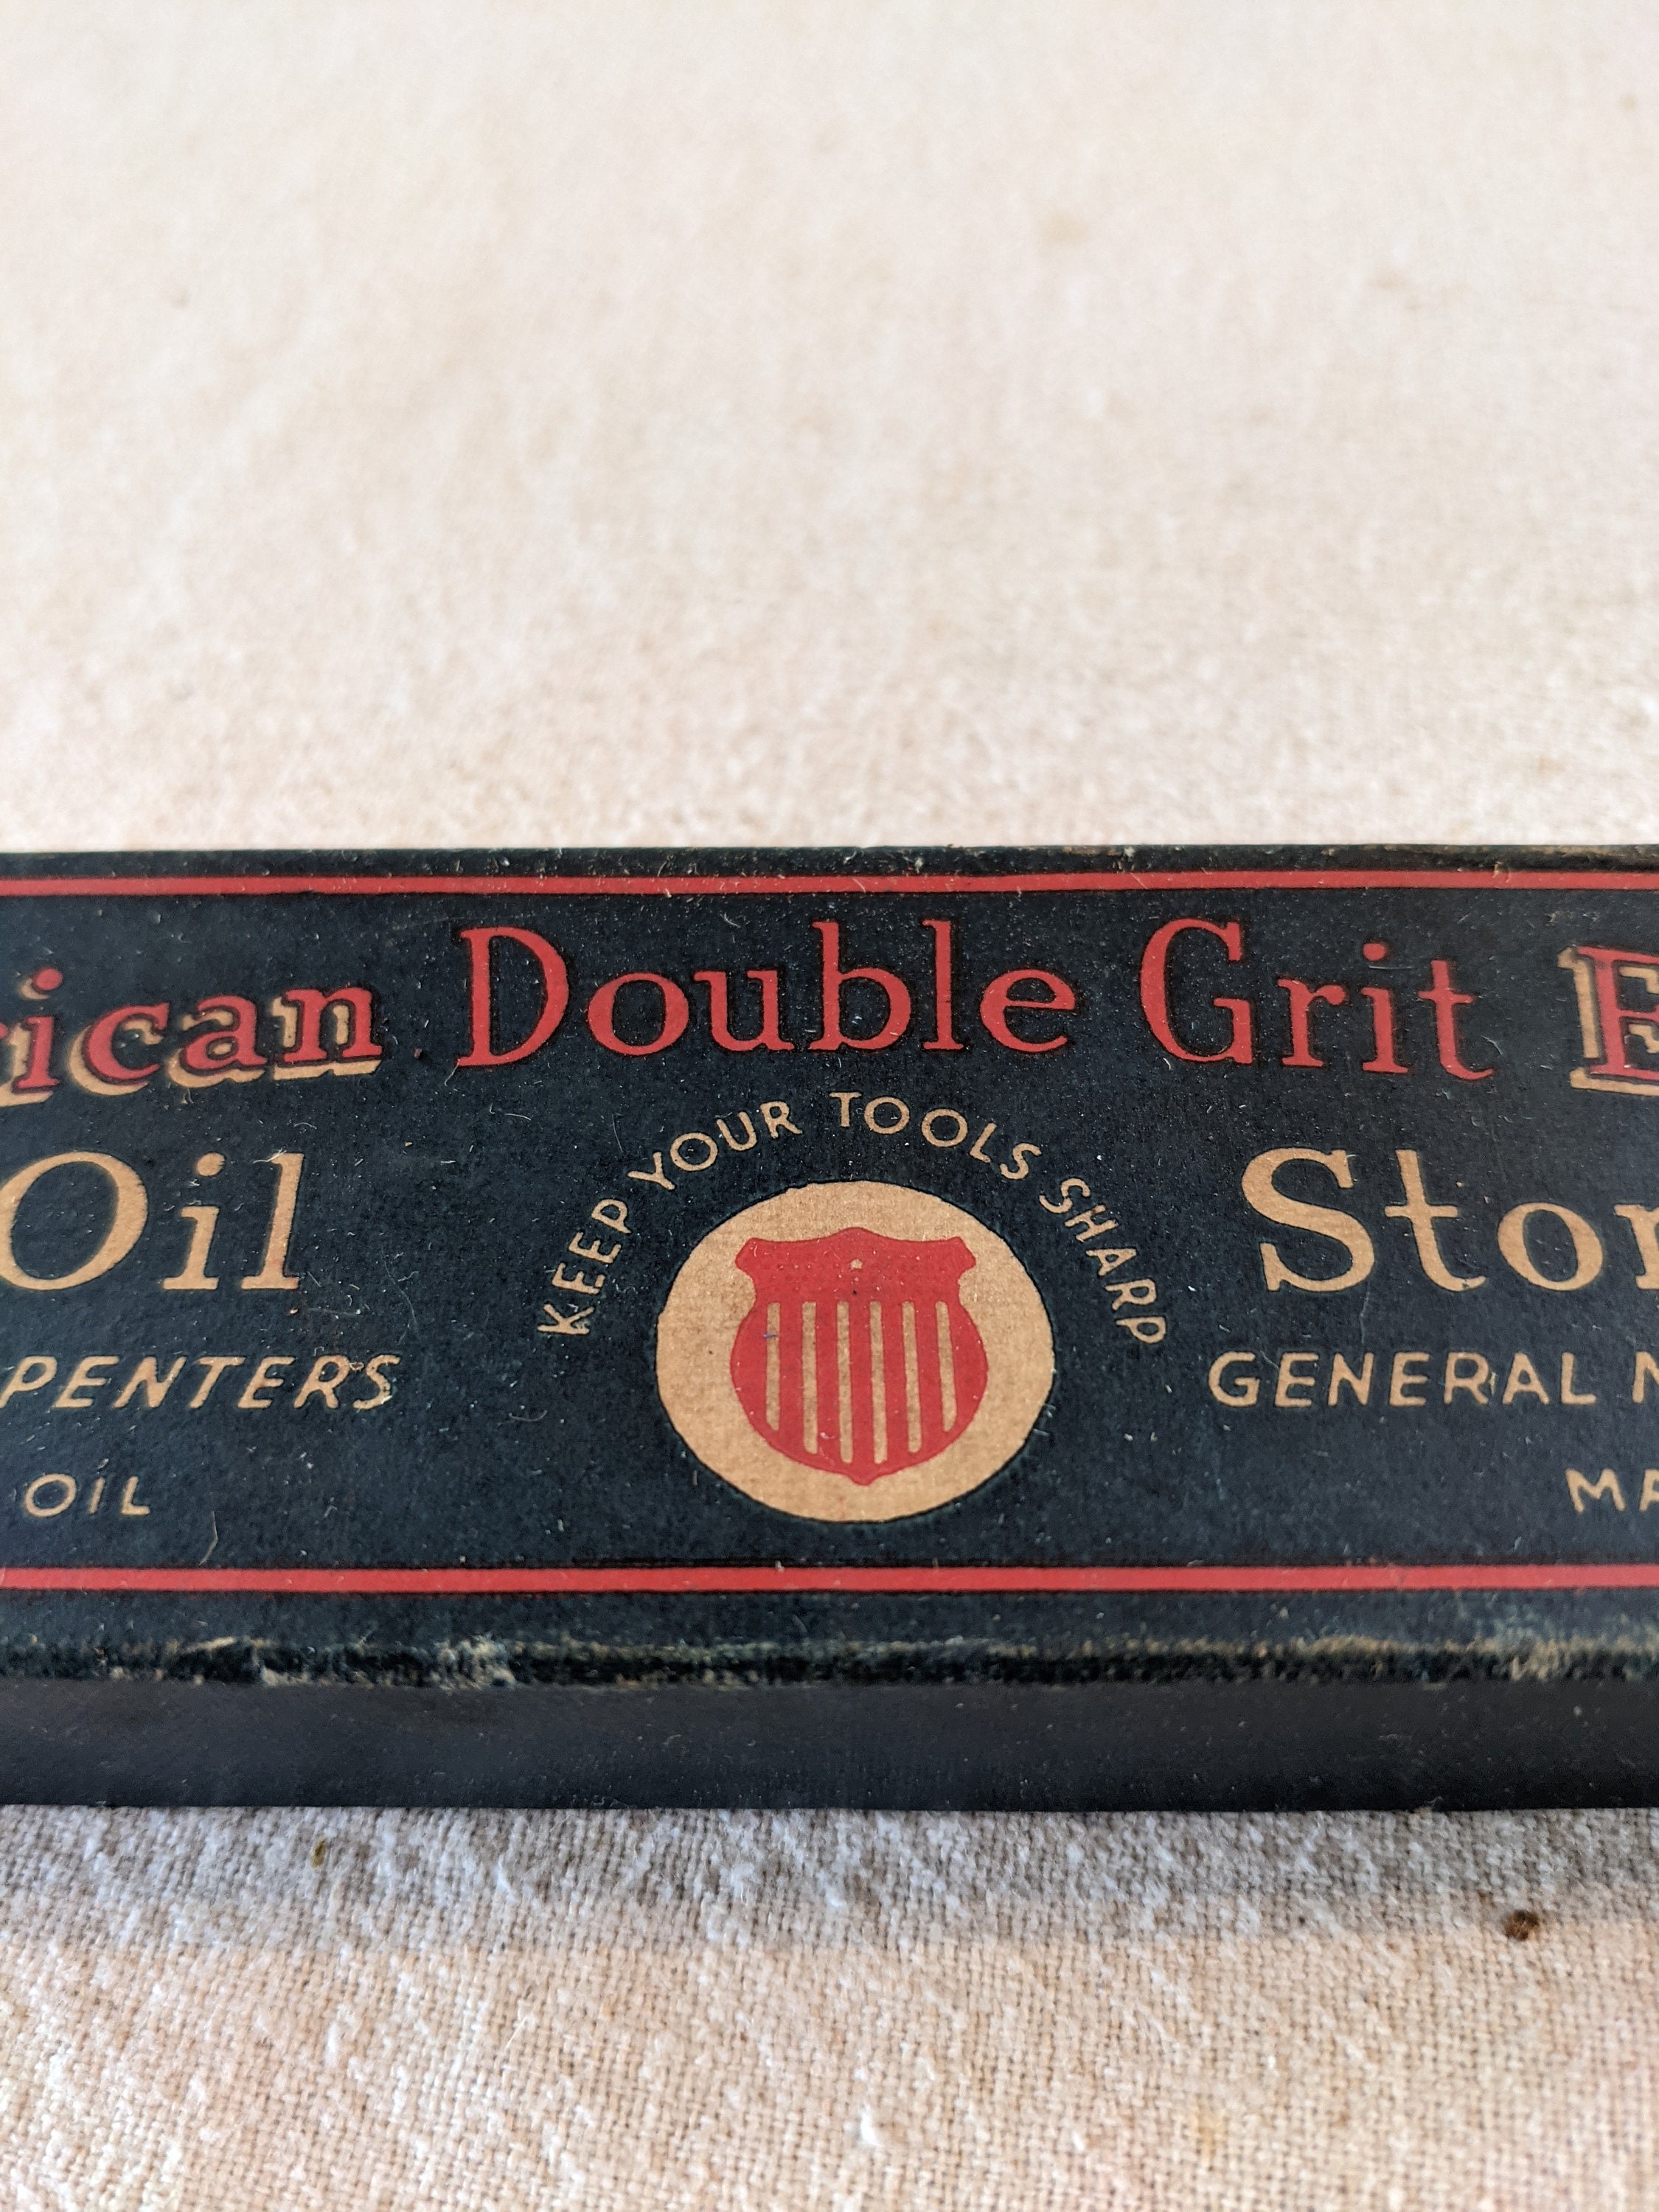 rican Double Grit E
KEEP YOUR TOOLS SHARP
Oil Ston
PENTERS GENERAL
OIL MA